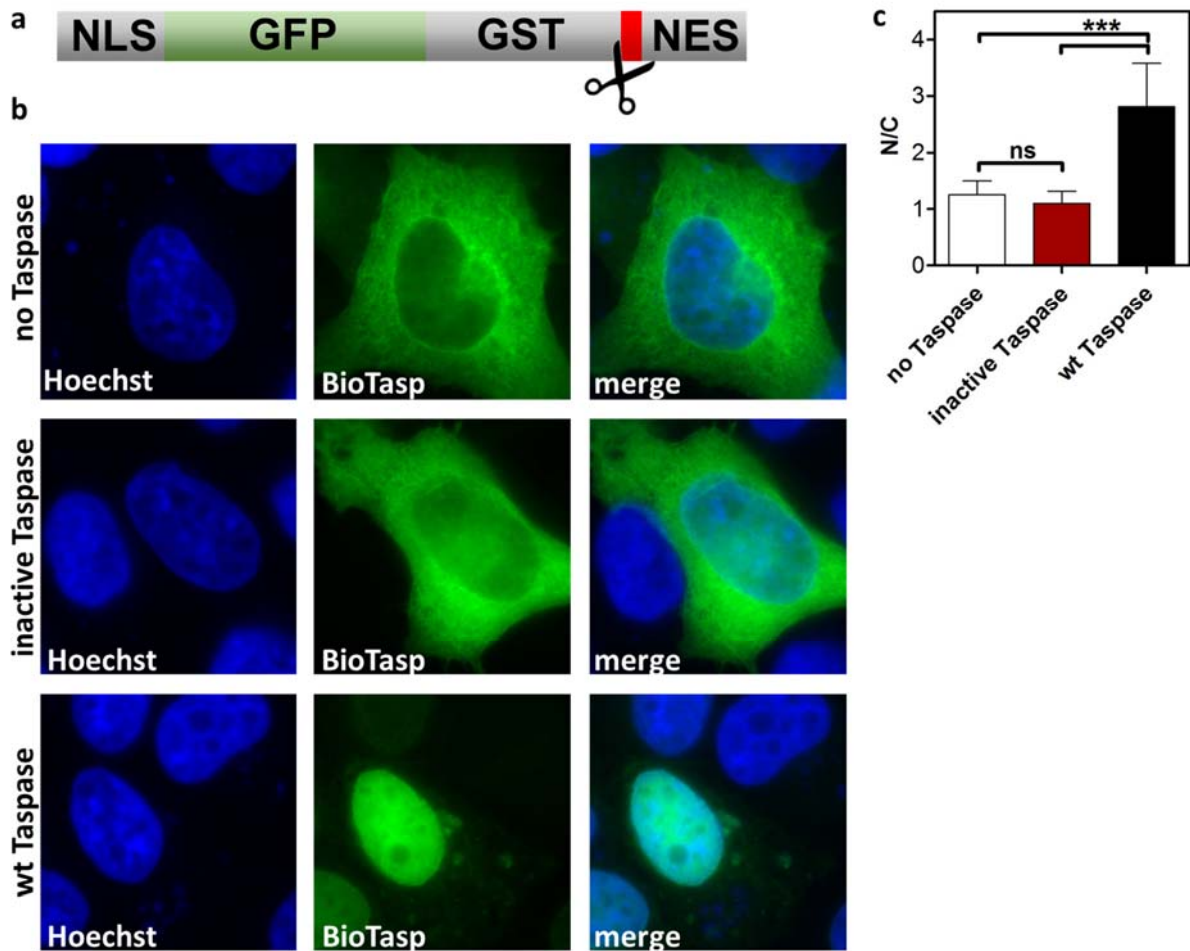 a
NLS GFP GST NES
b
no Taspase
Hoechst BioTasp merge
inactive Taspase
Hoechst BioTasp merge
wt Taspase
Hoechst BioTasp merge
c
***
ns
N/C
4
3
2
1
0
no Taspase
inactive Taspase
wt Taspase